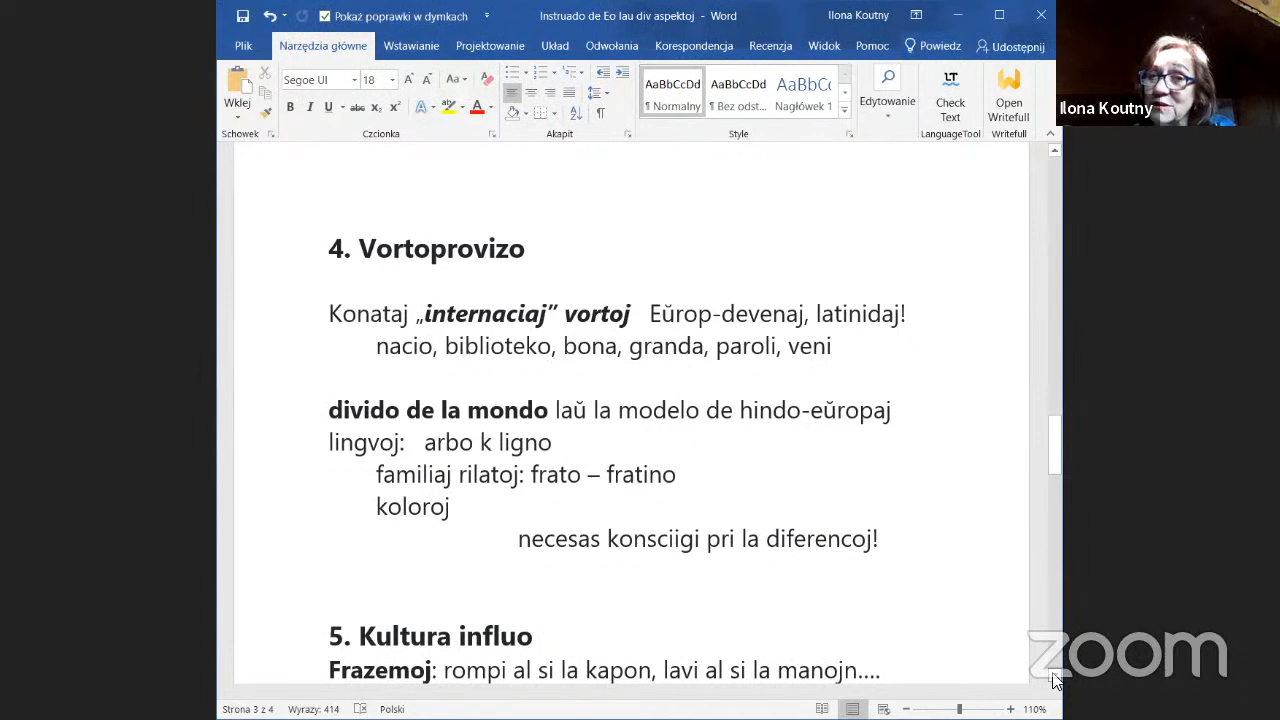 Pokaż poprawki w dymkach
Instruado de Eo lau div aspektoj - Word
Ilona Koutny
Plik
Narzędzia główne
Wstawianie
Projektowanie
Układ
Odwołania
Korespondencja
Recenzja
Widok
Pomoc
Powiedz
Udostępnij
Wklej
Segoe UI
18
AaBbCcDd
AaBbCcDd
AaBbCc
¶ Normalny
¶ Bez odst...
Nagłówek 1
Edytowanie
Check Text
Open Writefull
Schowek
Czcionka
Akapit
Style
LanguageTool
Writefull
Ilona Koutny
4. Vortoprovizo
Konataj „internaciaj” vortoj Eŭrop-devenaj, latinidaj!
nacio, biblioteko, bona, granda, paroli, veni
divido de la mondo laŭ la modelo de hindo-eŭropaj
lingvoj: arbo k ligno
familiaj rilatoj: frato – fratino
koloroj
necesas konsciigi pri la diferencoj!
5. Kultura influo
Frazemoj: rompi al si la kapon, lavi al si la manojn....
zoom
Strona 3 z 4 Wyrazy: 414 Polski 110%